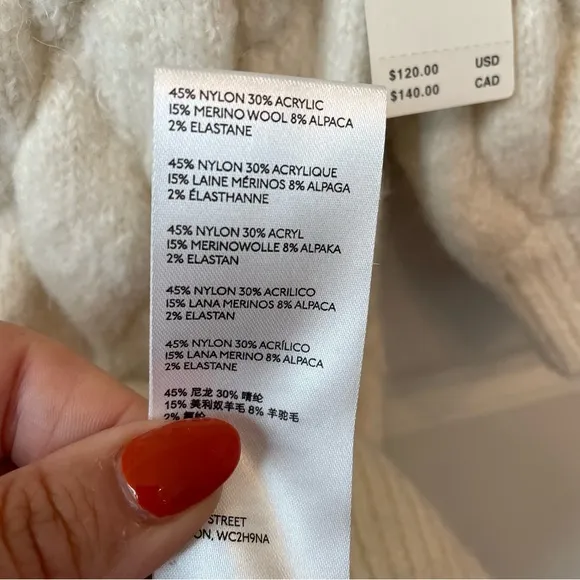 $120.00 USD
$140.00 CAD
45% NYLON 30% ACRYLIC
15% MERINO WOOL 8% ALPACA
2% ELASTANE
45% NYLON 30% ACRYLIQUE
15% LAINE MÉRINOS 8% ALPAGA
2% ÉLASTHANNE
45% NYLON 30% ACRYL
15% MERINOWOLLE 8% ALPAKA
2% ELASTAN
45% NYLON 30% ACRILICO
15% LANA MERINOS 8% ALPACA
2% ELASTAN
45% NYLON 30% ACRÍLICO
15% LANA MERINO 8% ALPACA
2% ELASTANE
45% 尼龙 30% 晴纶
15% 美利奴羊毛 8% 羊驼毛
2%
STREET
ON, WC2H9NA